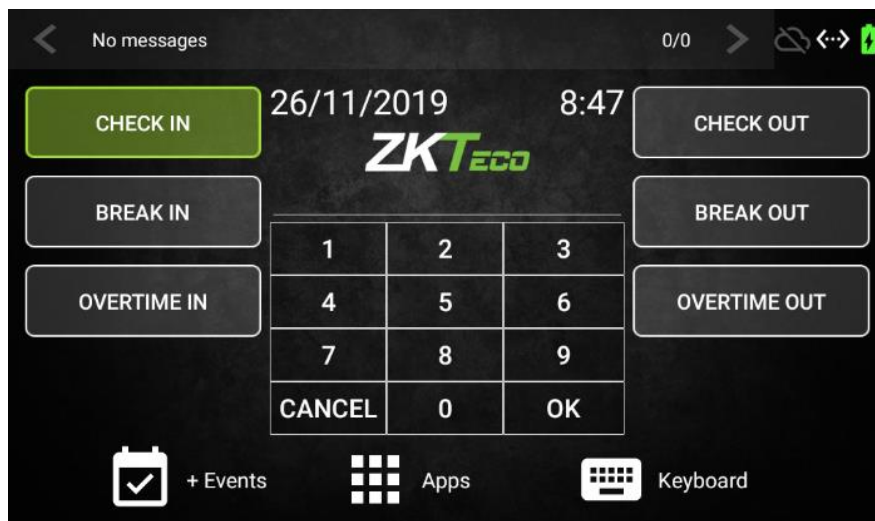 No messages 0/0
CHECK IN
26/11/2019 8:47
CHECK OUT
ZKTECO
BREAK IN
BREAK OUT
1 2 3
OVERTIME IN
4 5 6
OVERTIME OUT
7 8 9
CANCEL 0 OK
+ Events Apps Keyboard